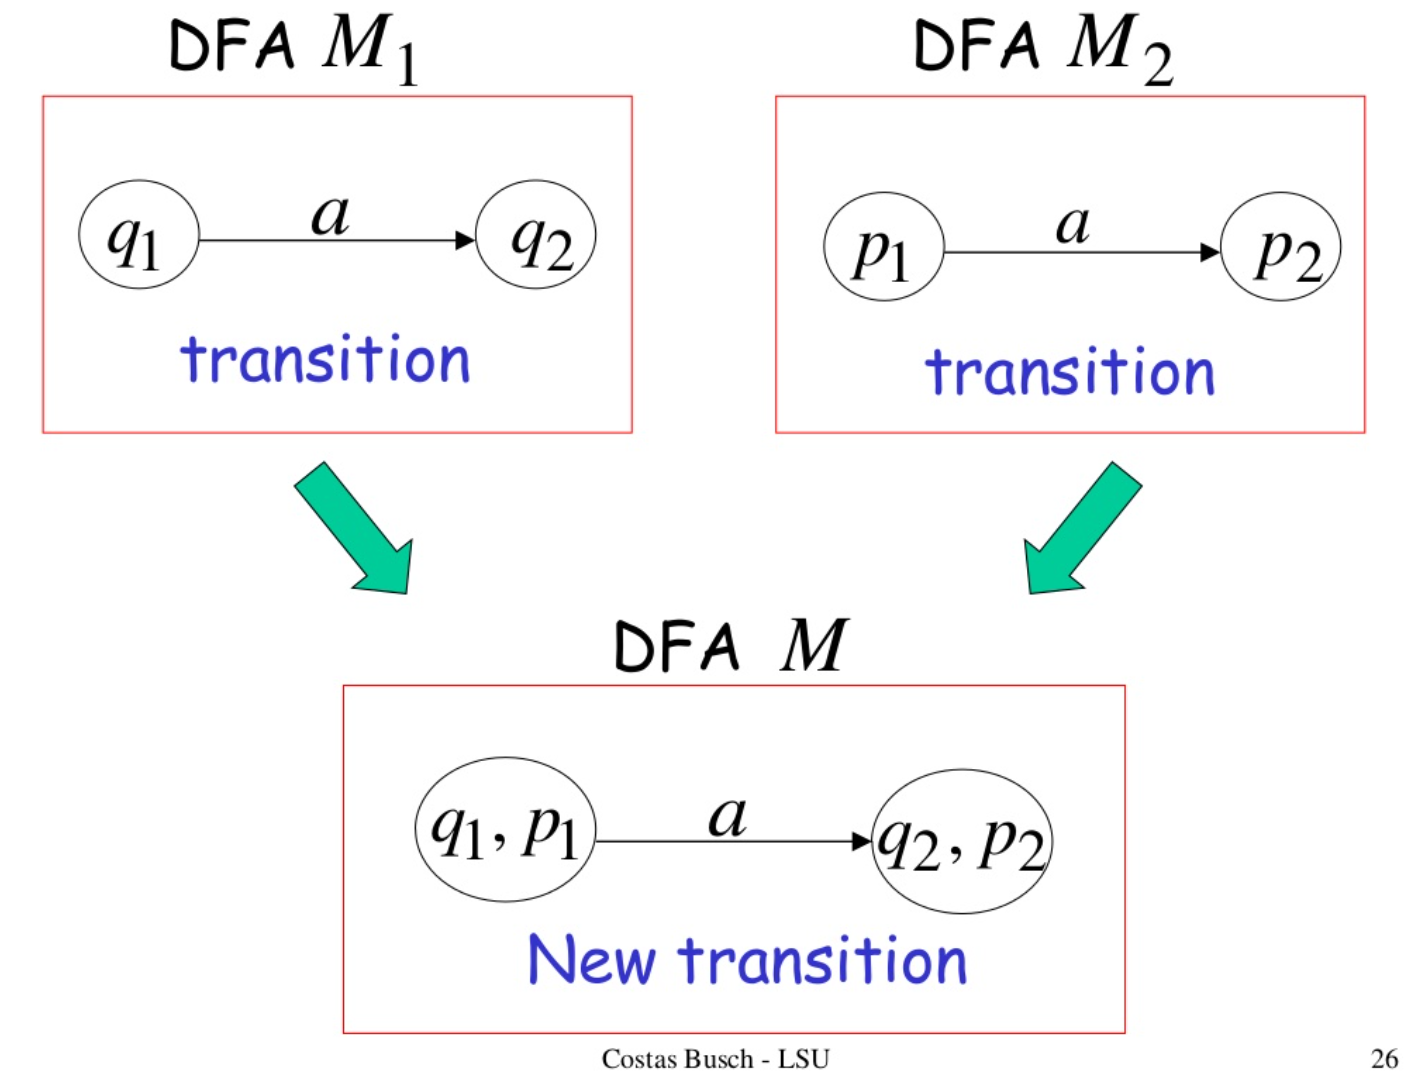 DFA M1
DFA M2
q1 a q2
p1 a p2
transition
transition
DFA M
q1, p1 a q2, p2
New transition
Costas Busch - LSU
26